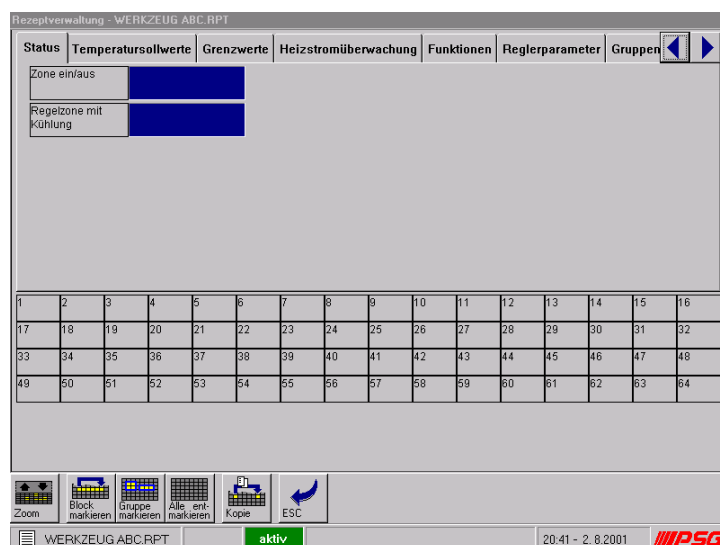 Rezeptverwaltung - WERKZEUG ABC.RPT
Status Temperatursollwerte Grenzwerte Heizstromüberwachung Funktionen Reglerparameter Gruppen
Zone ein/aus
Regelzone mit
Kühlung
1 2 3 4 5 6 7 8 9 10 11 12 13 14 15 16
17 18 19 20 21 22 23 24 25 26 27 28 29 30 31 32
33 34 35 36 37 38 39 40 41 42 43 44 45 46 47 48
49 50 51 52 53 54 55 56 57 58 59 60 61 62 63 64
Zoom
Block
markieren
Gruppe
markieren
Alle ent-
markieren
Kopie
ESC
WERKZEUG ABC.RPT aktiv 20:41 - 2. 8.2001 PSG